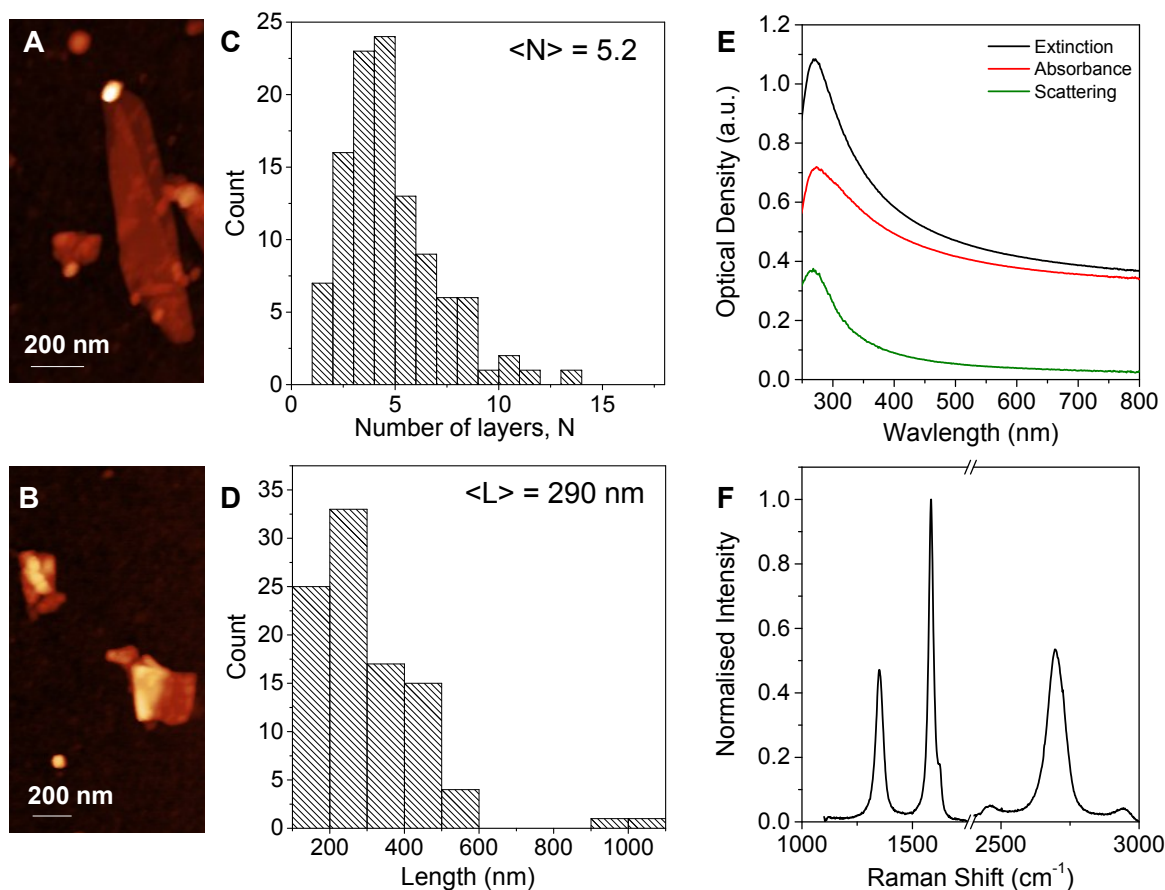 A
200 nm
B
200 nm
C
<N> = 5.2
25
20
15
10
5
0
Count
0
5
10
15
Number of layers, N
D
<L> = 290 nm
35
30
25
20
15
10
5
0
Count
200
400
600
800
1000
Length (nm)
E
Extinction
Absorbance
Scattering
1.2
1.0
0.8
0.6
0.4
0.2
0.0
Optical Density (a.u.)
300
400
500
600
700
800
Wavlength (nm)
F
1.0
0.8
0.6
0.4
0.2
0.0
Normalised Intensity
1000
1500
2500
3000
Raman Shift (cm⁻¹)